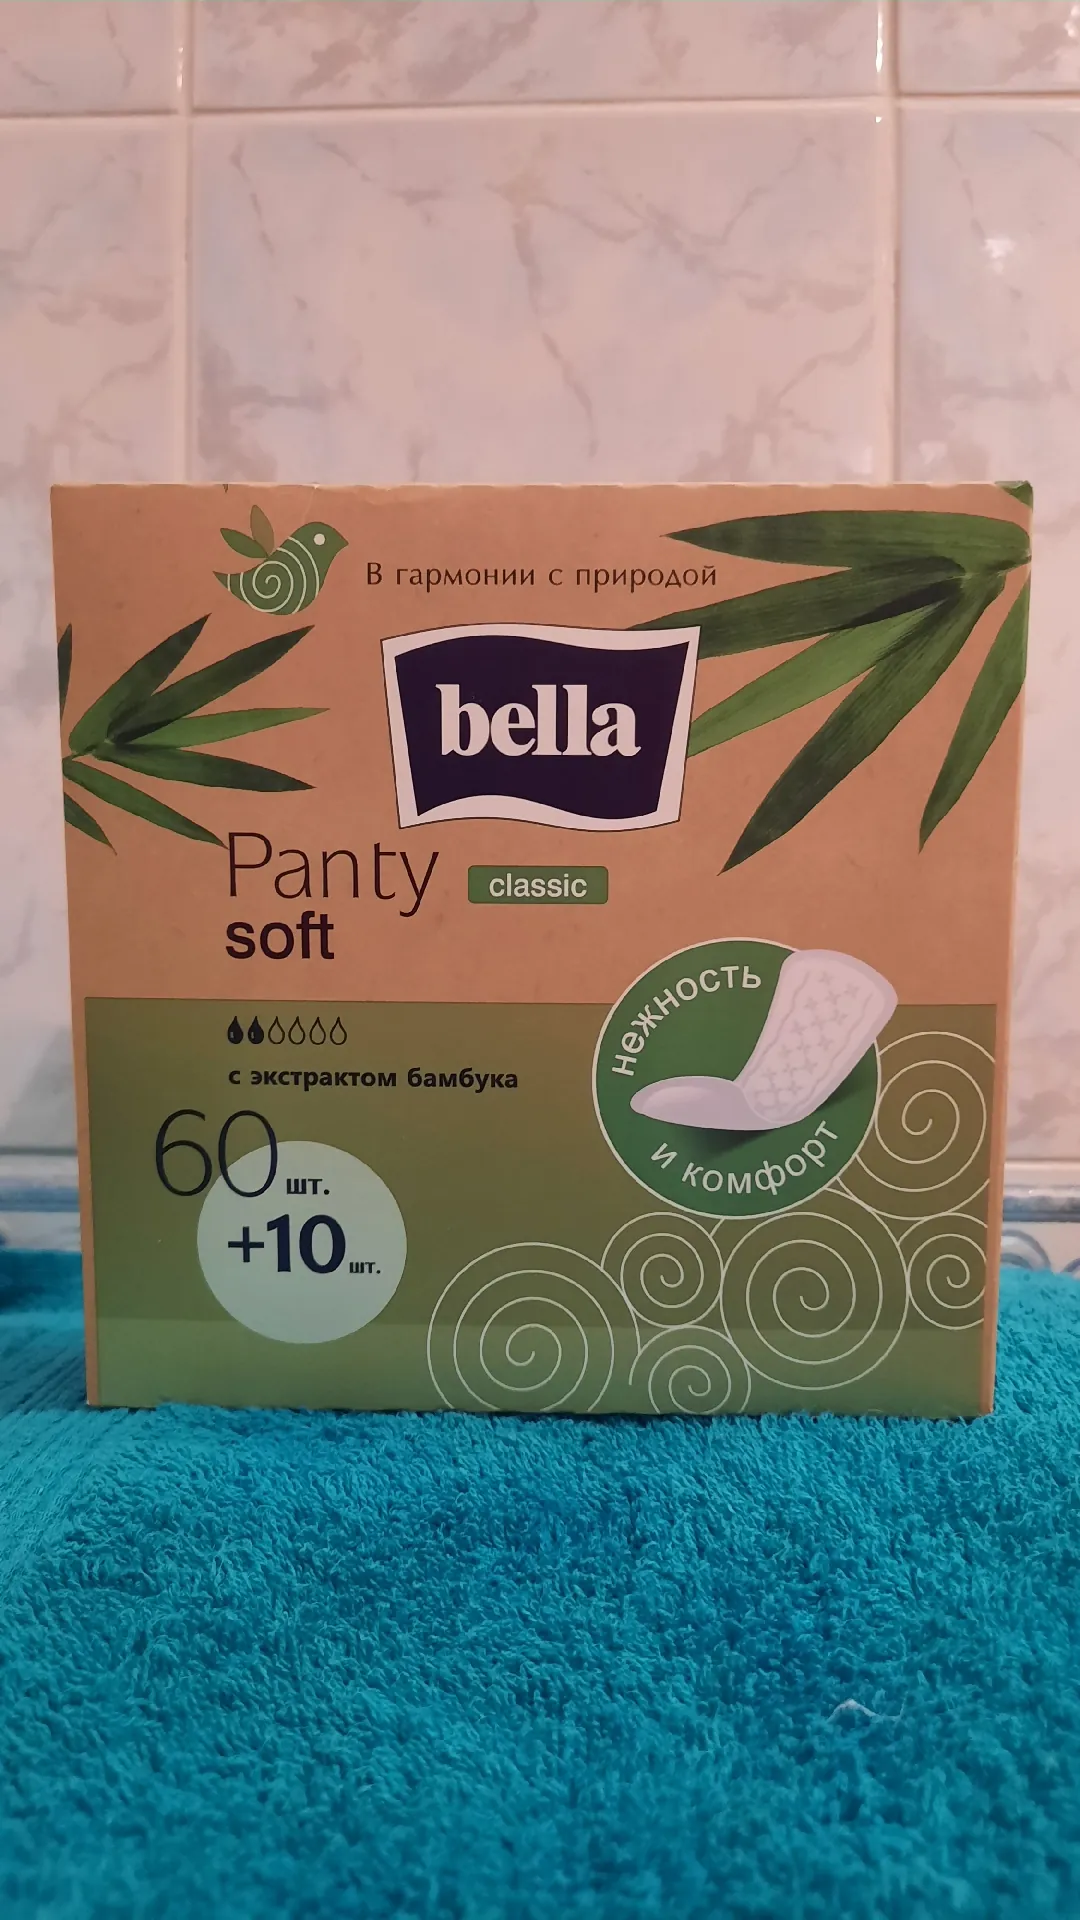 В гармонии с природой
bella
Panty classic
soft
с экстрактом бамбука
60 шт.
+10 шт.
нежность
и комфорт